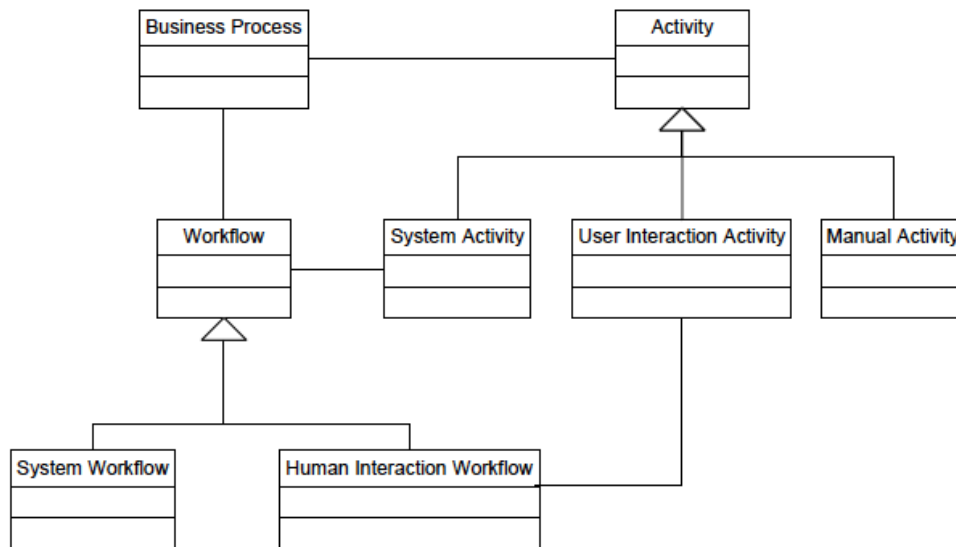 Business Process
Activity
Workflow
System Activity
User Interaction Activity
Manual Activity
System Workflow
Human Interaction Workflow